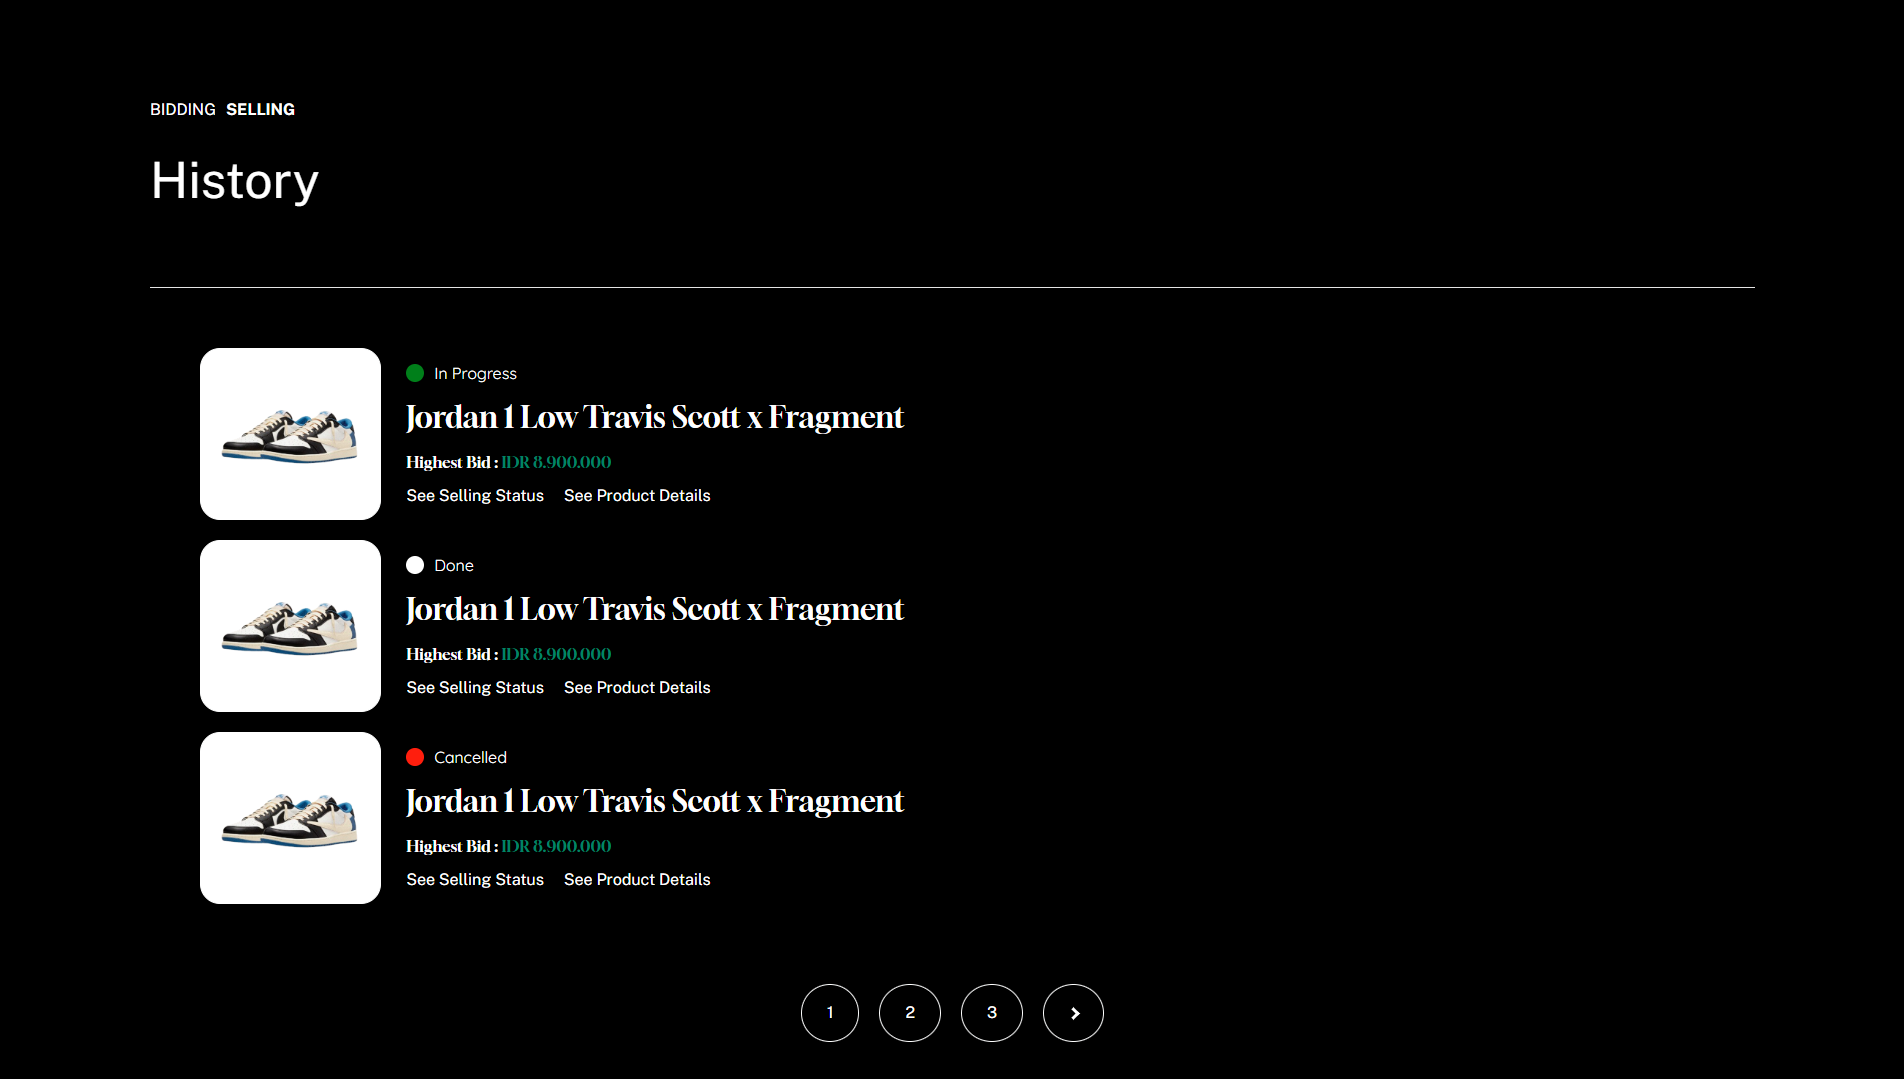 BIDDING SELLING
History
In Progress
Jordan 1 Low Travis Scott x Fragment
Highest Bid : IDR 8.900.000
See Selling Status See Product Details
Done
Jordan 1 Low Travis Scott x Fragment
Highest Bid : IDR 8.900.000
See Selling Status See Product Details
Cancelled
Jordan 1 Low Travis Scott x Fragment
Highest Bid : IDR 8.900.000
See Selling Status See Product Details
1 2 3